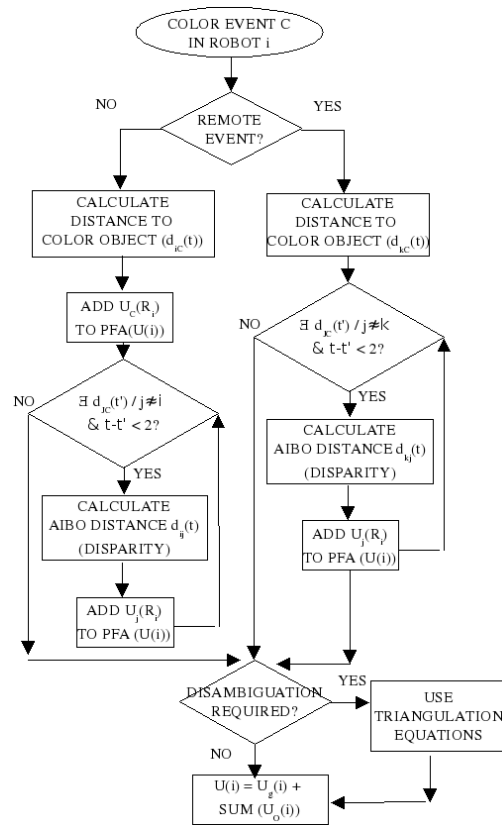 COLOR EVENT C
IN ROBOT i
NO
YES
REMOTE
EVENT?
CALCULATE
DISTANCE TO
COLOR OBJECT (d_iC(t))
CALCULATE
DISTANCE TO
COLOR OBJECT (d_kC(t))
ADD U_C(R_i)
TO PFA(U(i))
NO
∃ d_JC(t') / j≠k
& t-t' < 2?
YES
NO
∃ d_JC(t') / j≠i
& t-t' < 2?
YES
CALCULATE
AIBO DISTANCE d_kj(t)
(DISPARITY)
CALCULATE
AIBO DISTANCE d_ij(t)
(DISPARITY)
ADD U_j(R_i)
TO PFA (U(i))
ADD U_j(R_i)
TO PFA (U(i))
DISAMBIGUATION
REQUIRED?
YES
USE
TRIANGULATION
EQUATIONS
NO
U(i) = U_g(i) +
SUM (U_O(i))